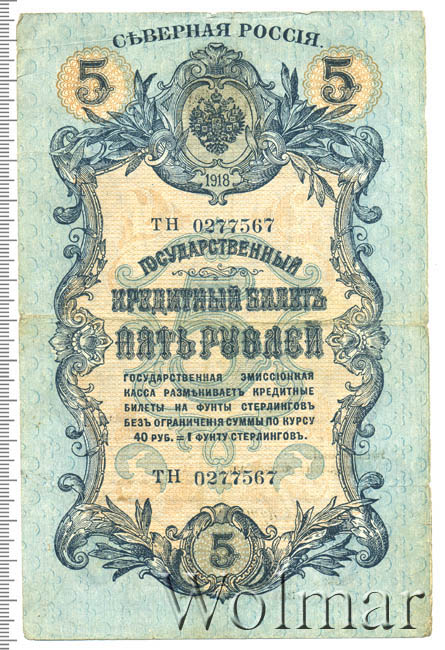 СѢВЕРНАЯ РОССІЯ.
5 5
1918
ТН 0277567
ГОСУДАРСТВЕННЫЙ
КРЕДИТНЫЙ БИЛЕТЪ
ПЯТЬ РУБЛЕЙ
ГОСУДАРСТВЕННАЯ ЭМИССІОННАЯ
КАССА РАЗМѢНИВАЕТЪ КРЕДИТНЫЕ
БИЛЕТЫ НА ФУНТЫ СТЕРЛИНГОВЪ
БЕЗЪ ОГРАНИЧЕНІЯ СУММЫ ПО КУРСУ
40 РУБ. = 1 ФУНТУ СТЕРЛИНГОВЪ.
ТН 0277567
5
Wolmar